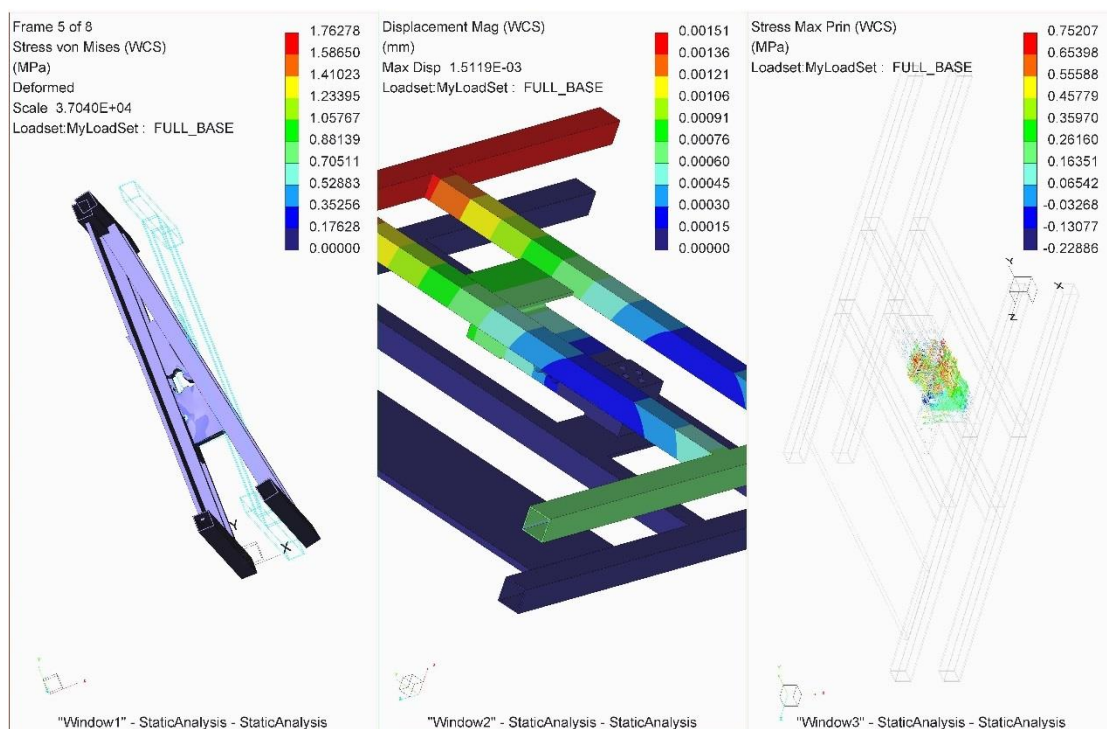 Frame 5 of 8
Stress von Mises (WCS)
(MPa)
Deformed
Scale 3.7040E+04
Loadset:MyLoadSet : FULL_BASE
1.76278
1.58650
1.41023
1.23395
1.05767
0.88139
0.70511
0.52883
0.35256
0.17628
0.00000
Y
X
"Window1" - StaticAnalysis - StaticAnalysis
Displacement Mag (WCS)
(mm)
Max Disp 1.5119E-03
Loadset:MyLoadSet : FULL_BASE
0.00151
0.00136
0.00121
0.00106
0.00091
0.00076
0.00060
0.00045
0.00030
0.00015
0.00000
"Window2" - StaticAnalysis - StaticAnalysis
Stress Max Prin (WCS)
(MPa)
Loadset:MyLoadSet : FULL_BASE
0.75207
0.65398
0.55588
0.45779
0.35970
0.26160
0.16351
0.06542
-0.03268
-0.13077
-0.22886
Y
X
Z
"Window3" - StaticAnalysis - StaticAnalysis